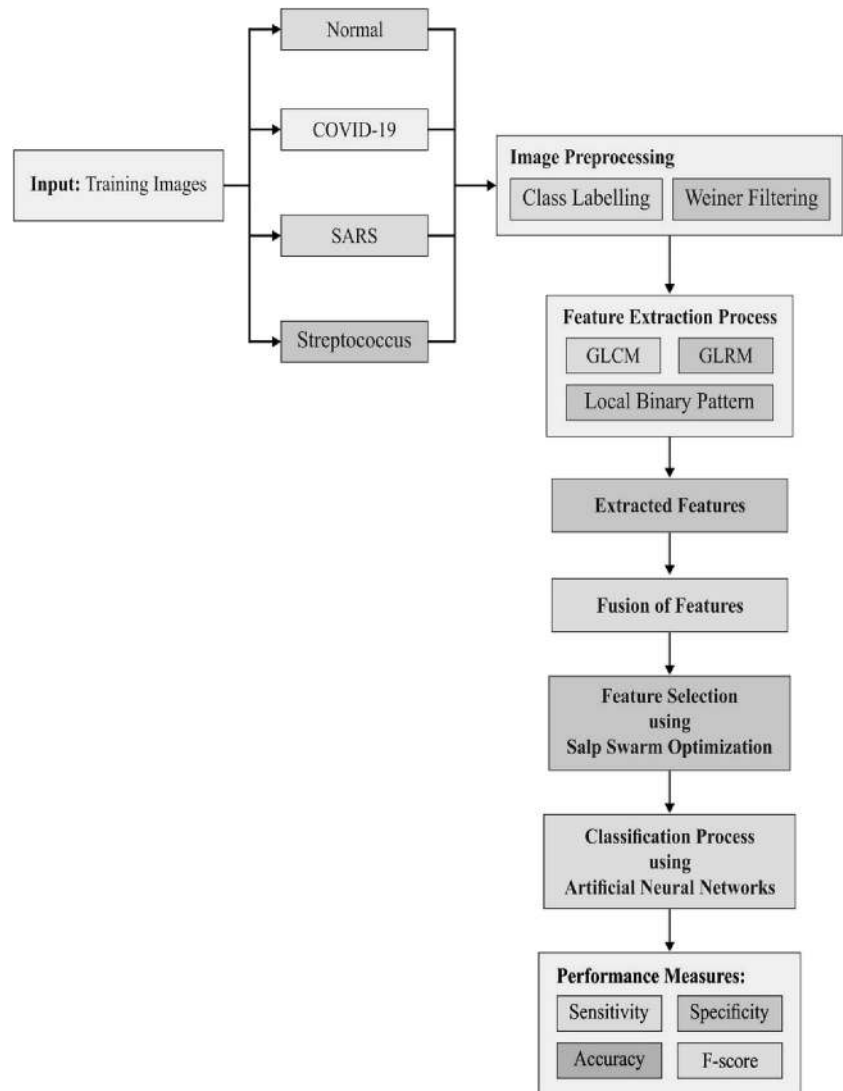 Normal
COVID-19
Input: Training Images
SARS
Streptococcus
Image Preprocessing
Class Labelling
Weiner Filtering
Feature Extraction Process
GLCM
GLRM
Local Binary Pattern
Extracted Features
Fusion of Features
Feature Selection
using
Salp Swarm Optimization
Classification Process
using
Artificial Neural Networks
Performance Measures:
Sensitivity
Specificity
Accuracy
F-score